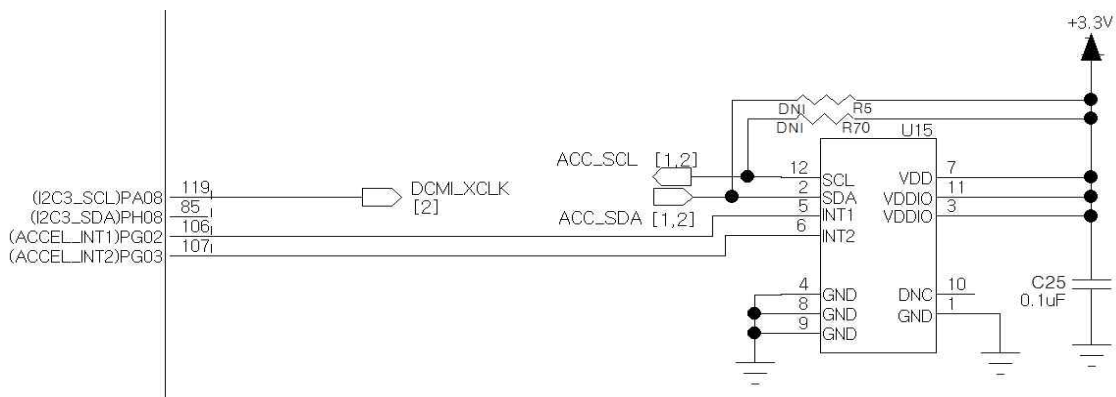 +3.3V
DNI R5
DNI R70
U15
ACC_SCL [1,2]
12 SCL VDD 7
(I2C3_SCL)PA08 119 DCMI_XCLK
[2]
2 SDA VDDIO 11
(I2C3_SDA)PH08 85
ACC_SDA [1,2]
5 INT1 VDDIO 3
(ACCEL_INT1)PG02 106
6 INT2
(ACCEL_INT2)PG03 107
4 GND DNC 10
8 GND GND 1
9 GND
C25
0.1uF